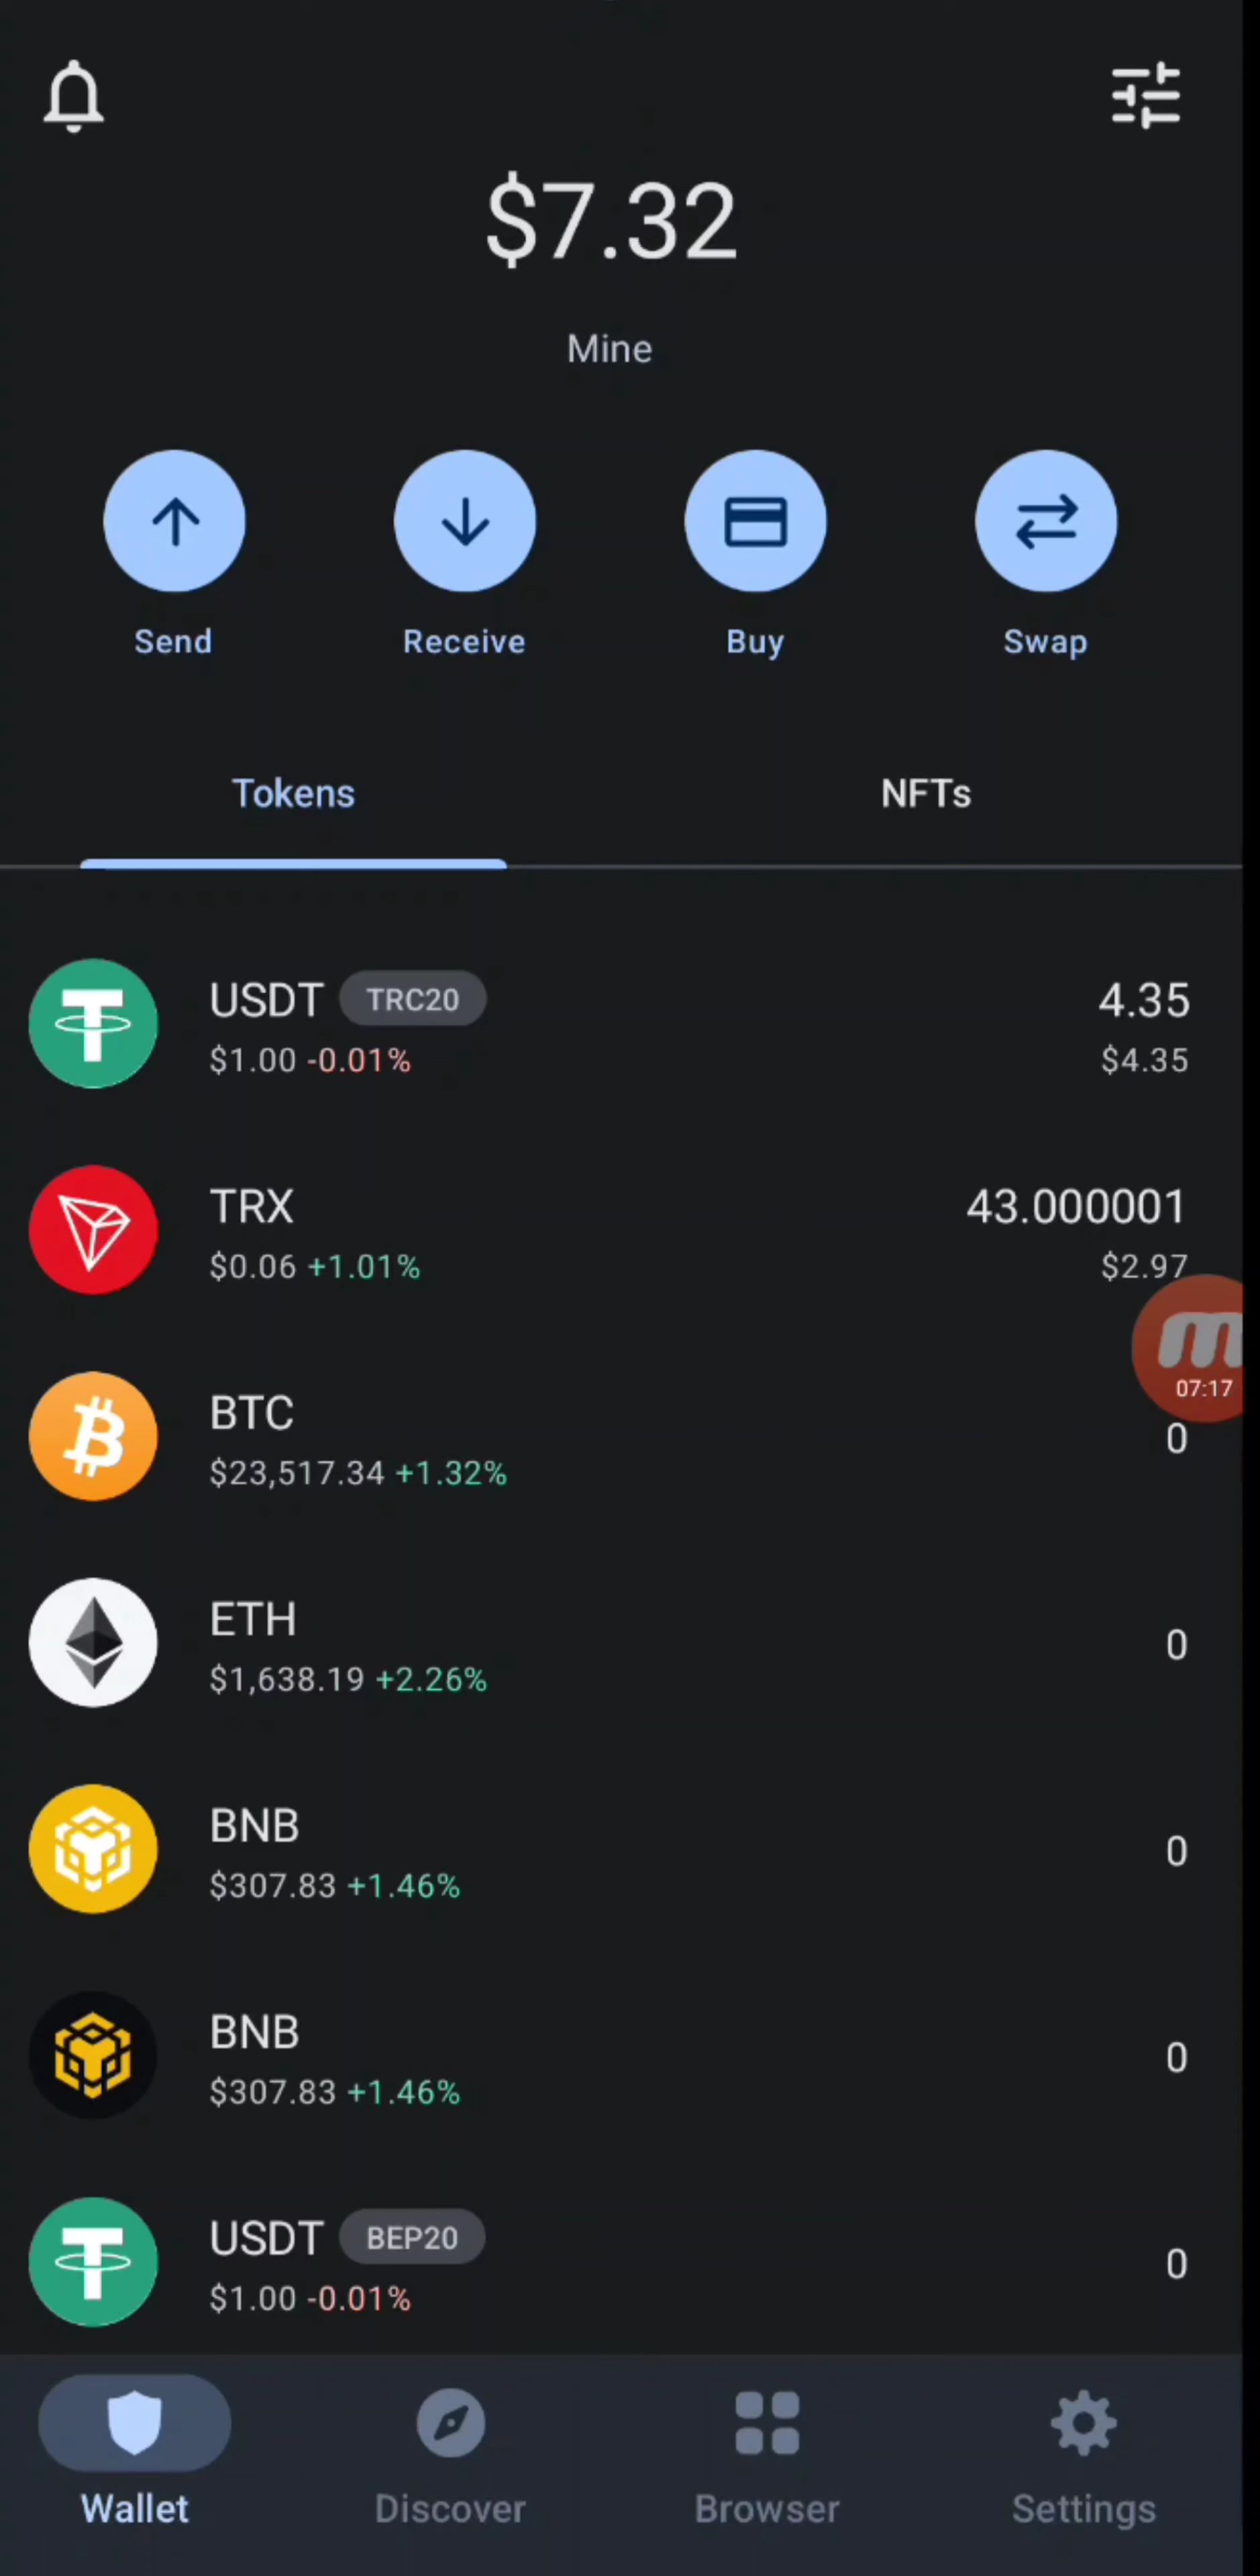 $7.32
Mine
Send Receive Buy Swap
Tokens NFTs
USDT TRC20 4.35
$1.00 -0.01% $4.35
TRX 43.000001
$0.06 +1.01% $2.97
07:17
BTC
0
$23,517.34 +1.32%
ETH
0
$1,638.19 +2.26%
BNB
0
$307.83 +1.46%
BNB
0
$307.83 +1.46%
USDT BEP20
0
$1.00 -0.01%
Wallet Discover Browser Settings